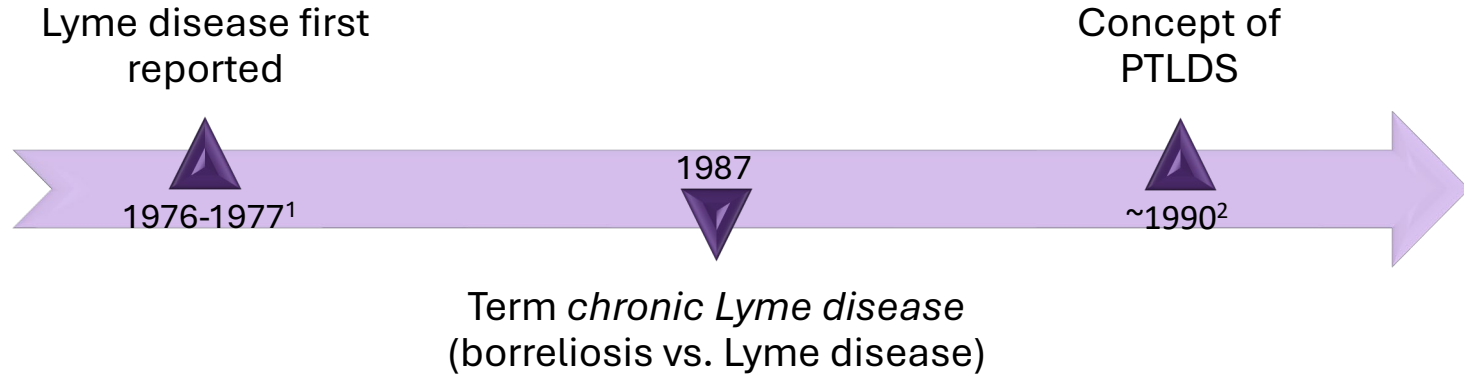 Lyme disease first
reported
Concept of
PTLDS
1976-1977¹
1987
~1990²
Term chronic Lyme disease
(borreliosis vs. Lyme disease)